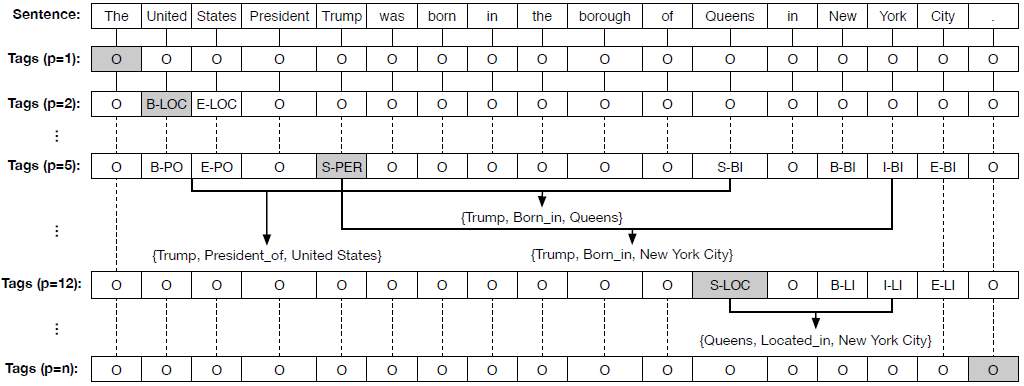 Sentence: The United States President Trump was born in the borough of Queens in New York City .
Tags (p=1): O O O O O O O O O O O O O O O O O
Tags (p=2): O B-LOC E-LOC O O O O O O O O O O O O O O
⋮
Tags (p=5): O B-PO E-PO O S-PER O O O O O O S-BI O B-BI I-BI E-BI O
{Trump, Born_in, Queens}
⋮
{Trump, President_of, United States} {Trump, Born_in, New York City}
Tags (p=12): O O O O O O O O O O O S-LOC O B-LI I-LI E-LI O
⋮
{Queens, Located_in, New York City}
Tags (p=n): O O O O O O O O O O O O O O O O O